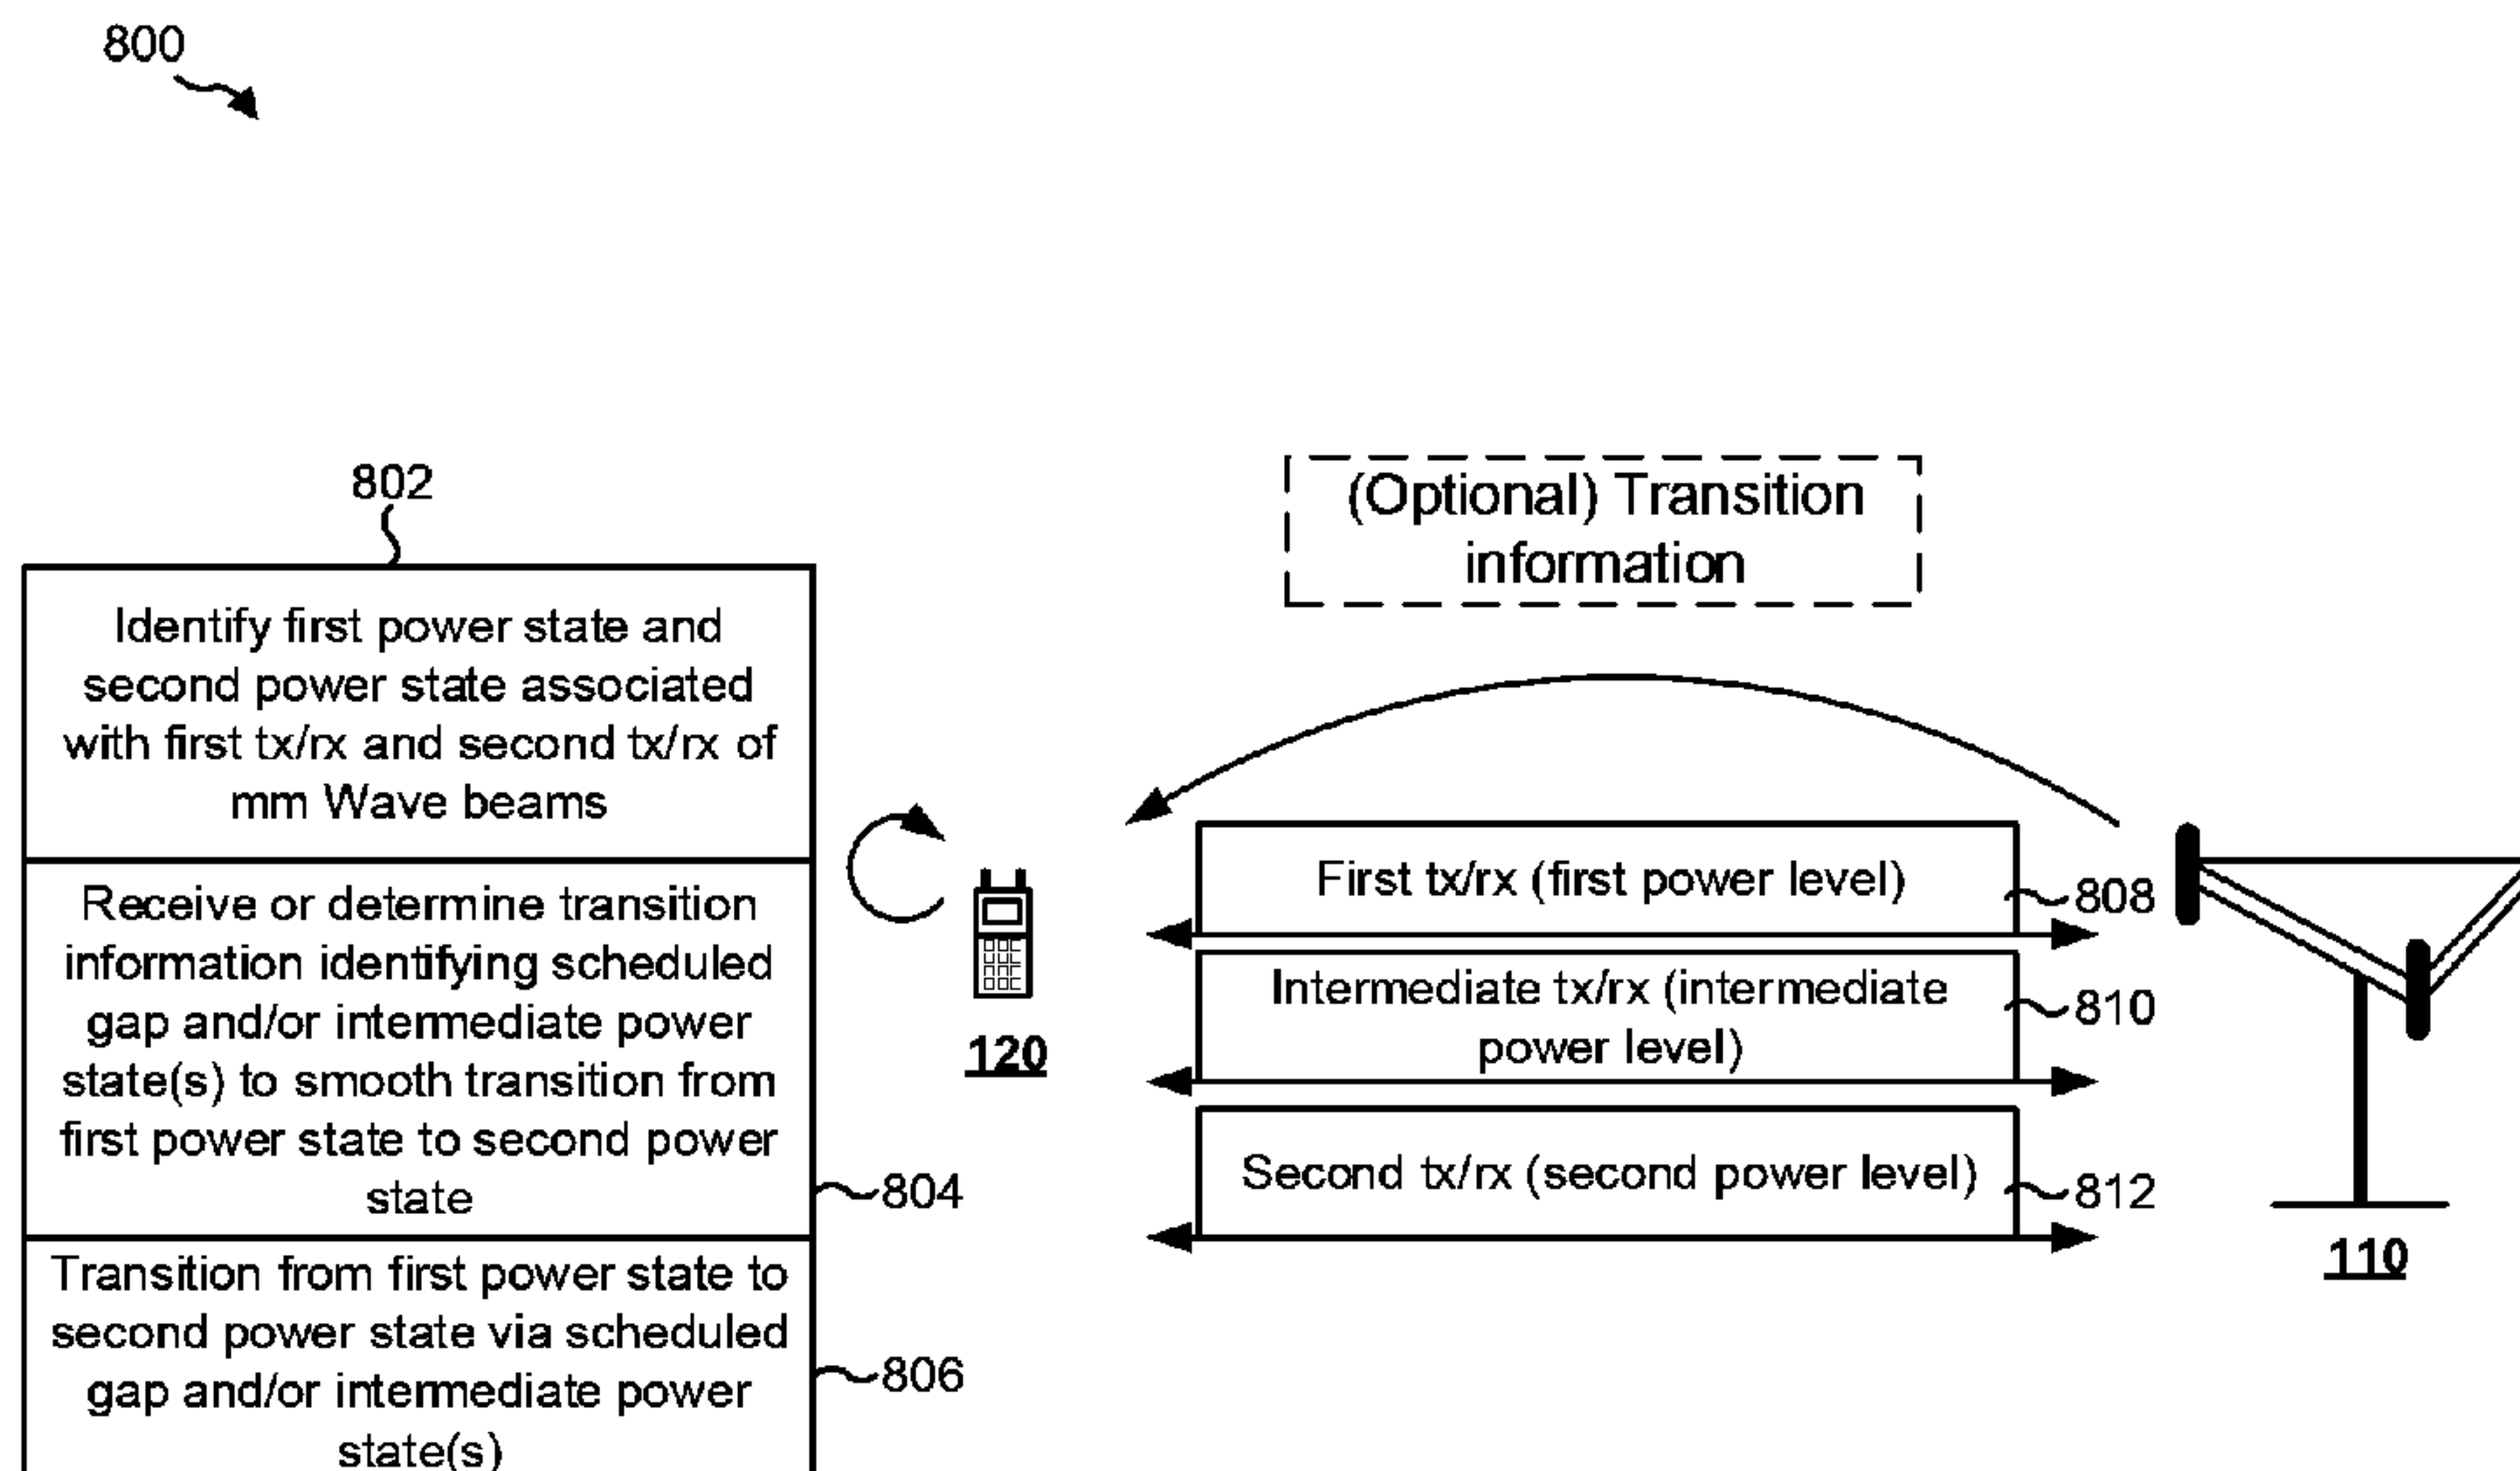 800
802
Identify first power state and
second power state associated
with first tx/rx and second tx/rx of
mm Wave beams
Receive or determine transition
information identifying scheduled
gap and/or intermediate power
state(s) to smooth transition from
first power state to second power
state
804
Transition from first power state to
second power state via scheduled
gap and/or intermediate power
state(s)
806
120
(Optional) Transition
information
First tx/rx (first power level)
808
Intermediate tx/rx (intermediate
power level)
810
Second tx/rx (second power level)
812
110